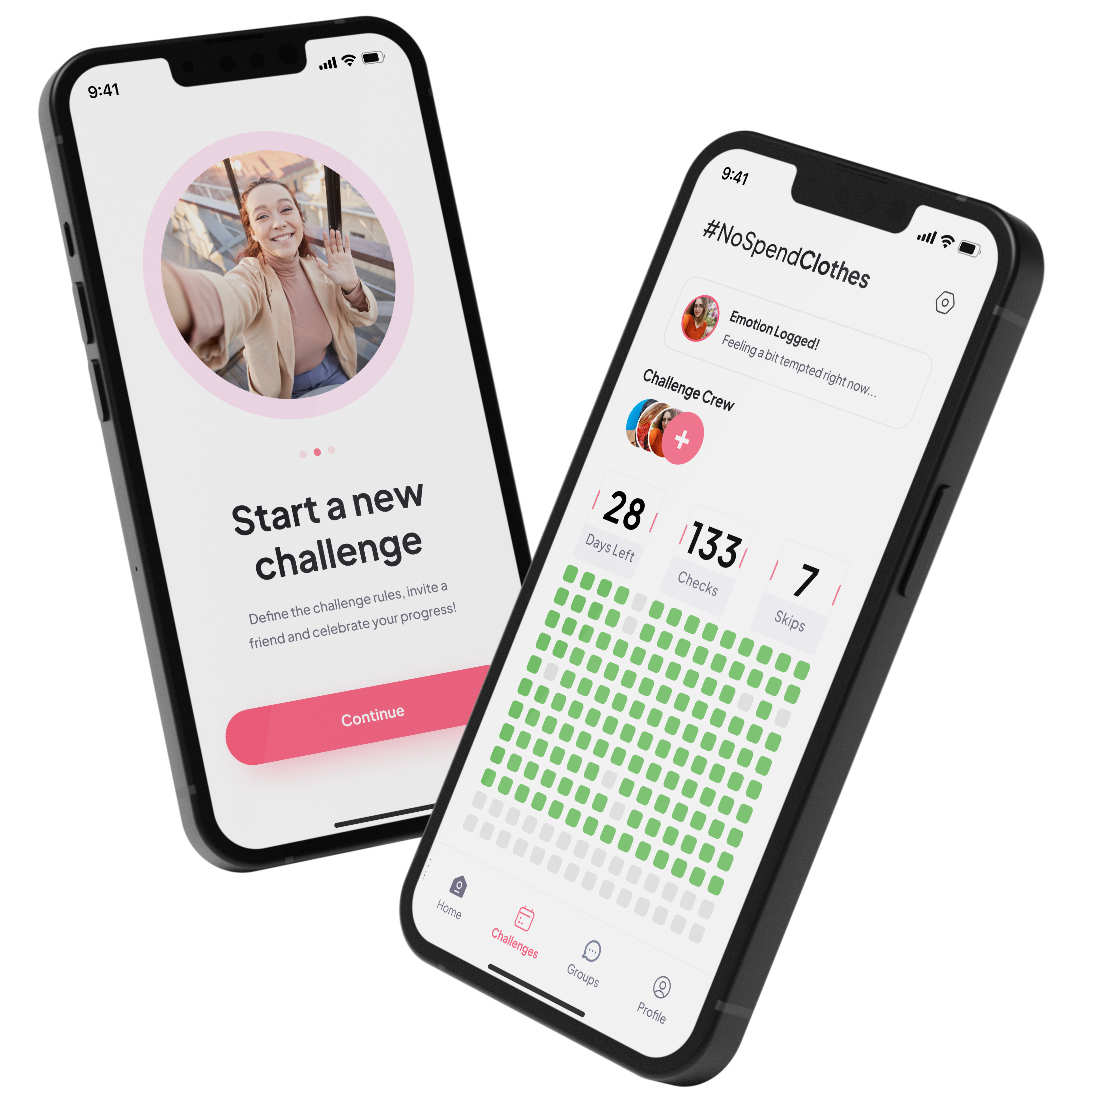 9:41
Start a new
challenge
Define the challenge rules, invite a
friend and celebrate your progress!
Continue
9:41
#NoSpendClothes
Emotion Logged!
Feeling a bit tempted right now...
Challenge Crew
+
28
Days Left
133
Checks
7
Skips
Home
Challenges
Groups
Profile